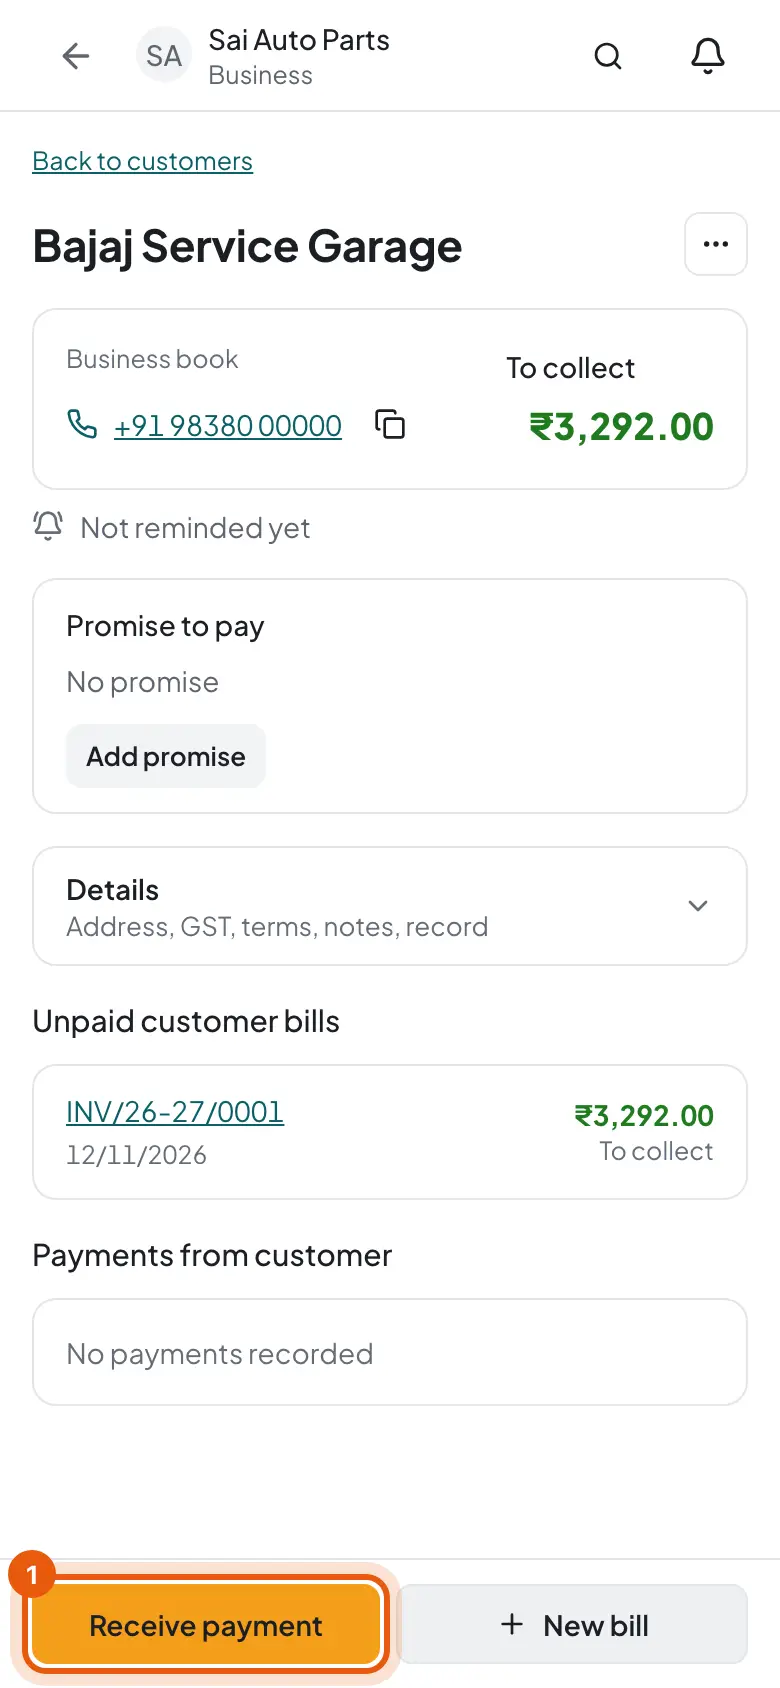 SA
Sai Auto Parts
Business
Back to customers
Bajaj Service Garage
Business book
To collect
+91 98380 00000
₹3,292.00
Not reminded yet
Promise to pay
No promise
Add promise
Details
Address, GST, terms, notes, record
Unpaid customer bills
INV/26-27/0001
₹3,292.00
12/11/2026
To collect
Payments from customer
No payments recorded
1
Receive payment
+ New bill